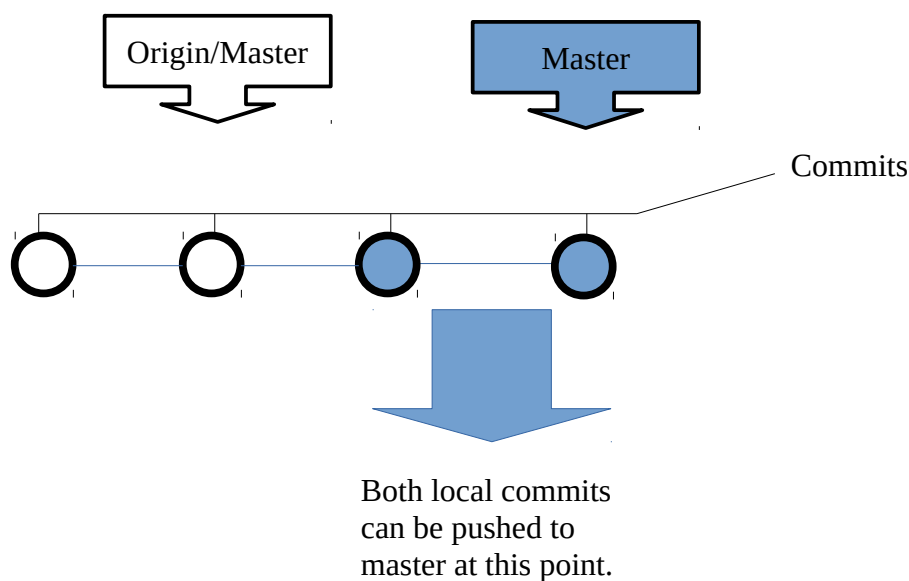 Origin/Master
Master
Commits
Both local commits
can be pushed to
master at this point.